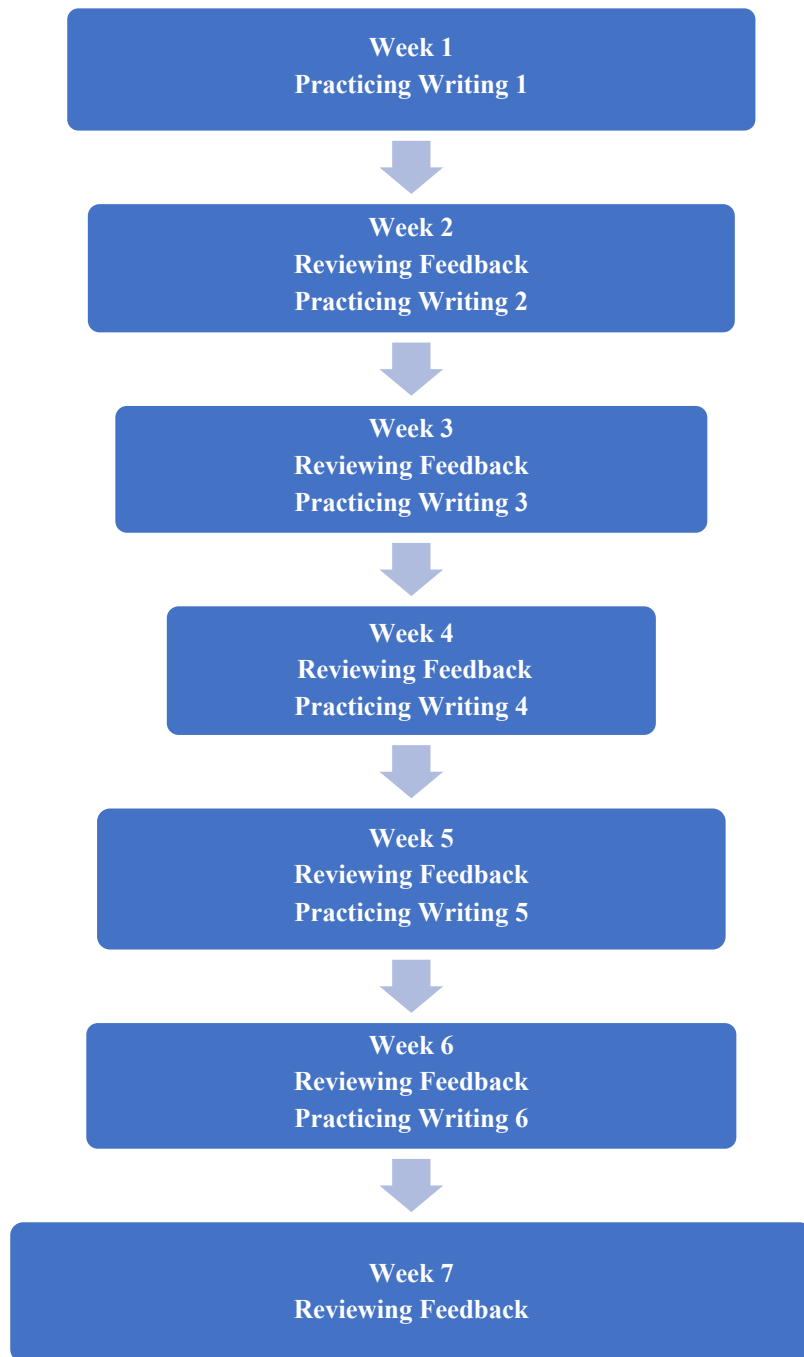 Week 1
Practicing Writing 1
Week 2
Reviewing Feedback
Practicing Writing 2
Week 3
Reviewing Feedback
Practicing Writing 3
Week 4
Reviewing Feedback
Practicing Writing 4
Week 5
Reviewing Feedback
Practicing Writing 5
Week 6
Reviewing Feedback
Practicing Writing 6
Week 7
Reviewing Feedback